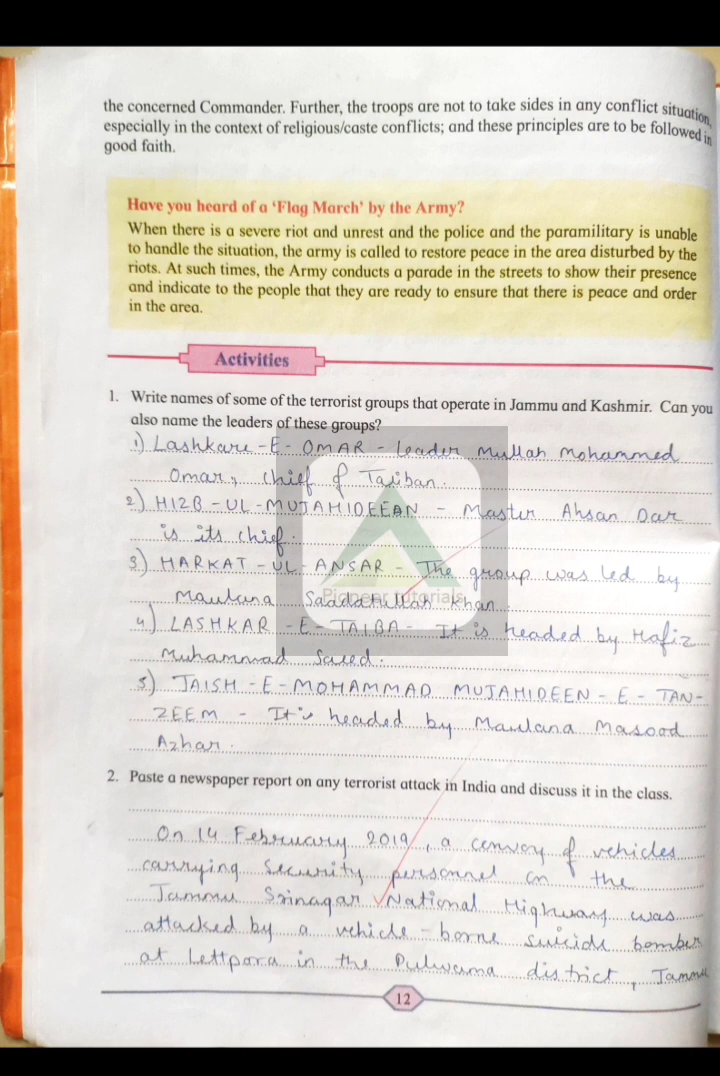 the concerned Commander. Further, the troops are not to take sides in any conflict situation,
especially in the context of religious/caste conflicts; and these principles are to be followed in
good faith.
Have you heard of a ‘Flag March’ by the Army?
When there is a severe riot and unrest and the police and the paramilitary is unable
to handle the situation, the army is called to restore peace in the area disturbed by the
riots. At such times, the Army conducts a parade in the streets to show their presence
and indicate to the people that they are ready to ensure that there is peace and order
in the area.
Activities
1. Write names of some of the terrorist groups that operate in Jammu and Kashmir. Can you
also name the leaders of these groups?
1) Lashkare - E - OMAR - Leader Mullah Mohammed
Omar, chief of Taliban.
2) HIZB - UL - MUJAHIDEEAN - Master Ahsan Dar
is its chief.
3) HARKAT - UL - ANSAR - The group was led by
Maulana Saadatullah Khan.
Pioneer tutorials
4) LASHKAR - E - TAIBA - It is headed by Hafiz
Muhammad Saeed.
5) JAISH - E - MOHAMMAD MUJAHIDEEN - E - TAN-
ZEEM - It's headed by Maulana Masood
Azhar.
2. Paste a newspaper report on any terrorist attack in India and discuss it in the class.
On 14 February 2019, a convoy of vehicles
carrying security personnel on the
Jammu Srinagar National Highway was
attacked by a vehicle - borne suicide bomber
at Lettpora in the Pulwama district, Jammu
12